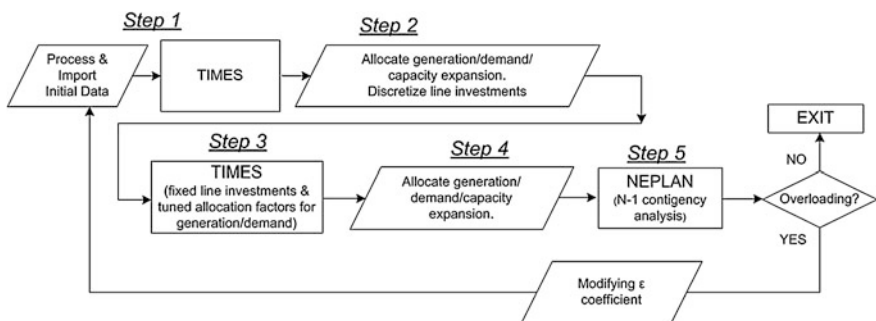 Step 1
Step 2
Process &
Import
Initial Data
TIMES
Allocate generation/demand/
capacity expansion.
Discretize line investments
Step 3
Step 4
Step 5
EXIT
NO
TIMES
(fixed line investments &
tuned allocation factors for
generation/demand)
Allocate generation/
demand/capacity
expansion.
NEPLAN
(N-1 contigency
analysis)
Overloading?
YES
Modifying ε
coefficient